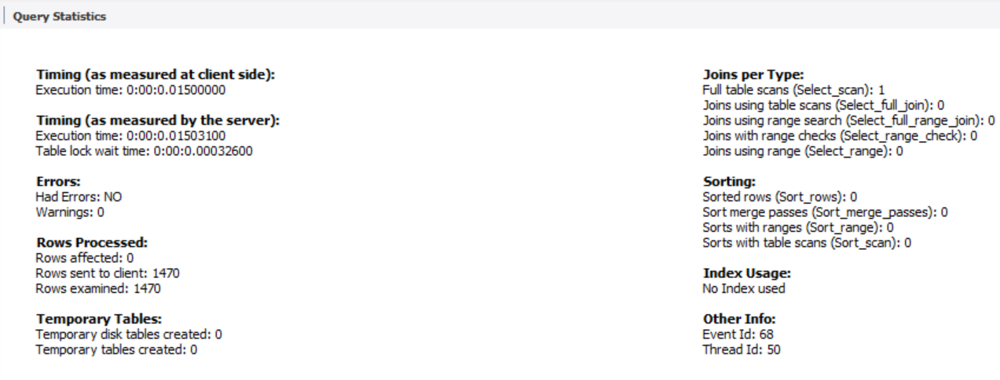 Query Statistics
Timing (as measured at client side):
Execution time: 0:00:0.01500000
Timing (as measured by the server):
Execution time: 0:00:0.01503100
Table lock wait time: 0:00:0.00032600
Errors:
Had Errors: NO
Warnings: 0
Rows Processed:
Rows affected: 0
Rows sent to client: 1470
Rows examined: 1470
Temporary Tables:
Temporary disk tables created: 0
Temporary tables created: 0
Joins per Type:
Full table scans (Select_scan): 1
Joins using table scans (Select_full_join): 0
Joins using range search (Select_full_range_join): 0
Joins with range checks (Select_range_check): 0
Joins using range (Select_range): 0
Sorting:
Sorted rows (Sort_rows): 0
Sort merge passes (Sort_merge_passes): 0
Sorts with ranges (Sort_range): 0
Sorts with table scans (Sort_scan): 0
Index Usage:
No Index used
Other Info:
Event Id: 68
Thread Id: 50